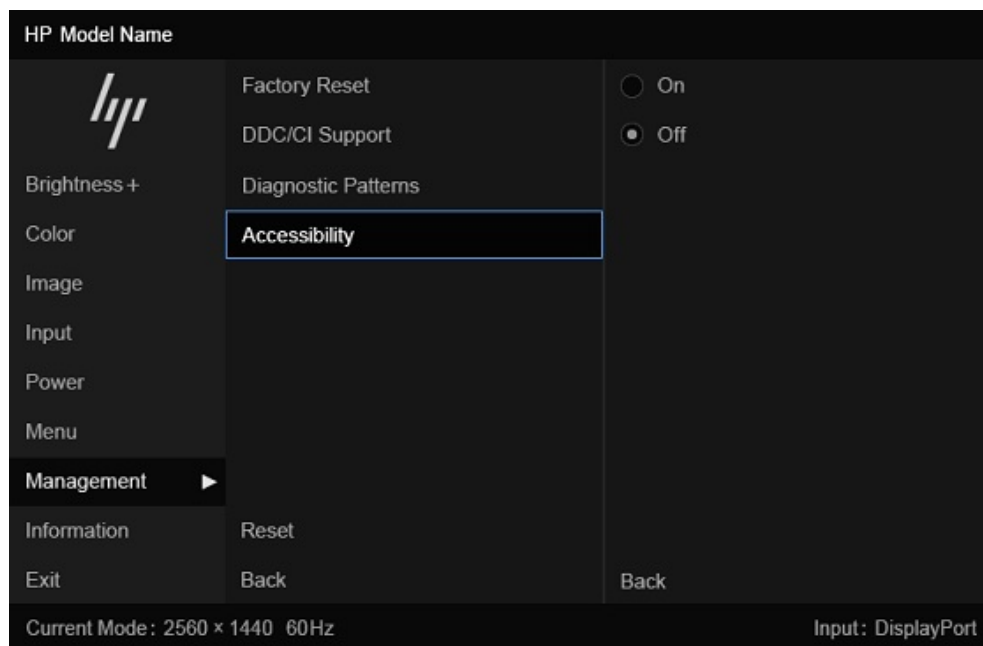 HP Model Name
hp
Brightness+
Color
Image
Input
Power
Menu
Management
Information
Exit
Factory Reset
DDC/CI Support
Diagnostic Patterns
Accessibility
Reset
Back
On
Off
Back
Current Mode: 2560 × 1440 60Hz
Input: DisplayPort